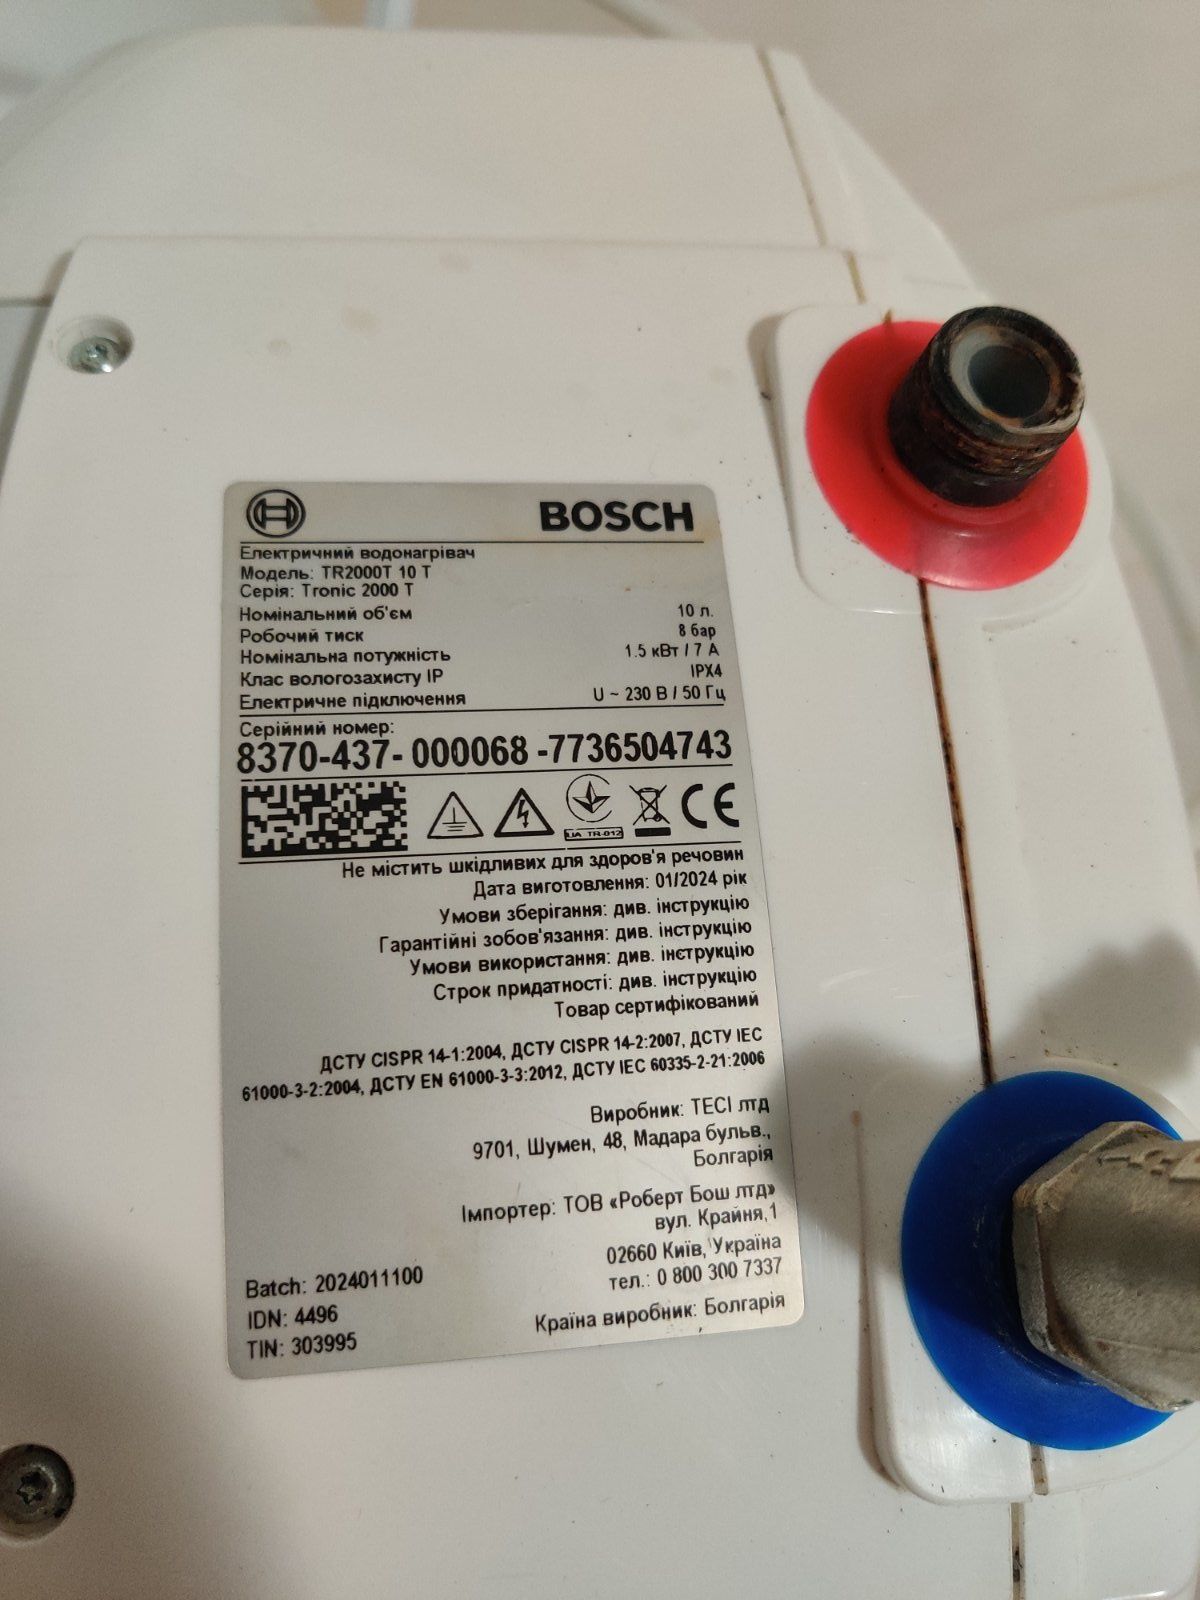 BOSCH
Електричний водонагрівач
Модель: TR2000T 10 T
Серія: Tronic 2000 T
Номінальний об'єм 10 л.
Робочий тиск 8 бар
Номінальна потужність 1.5 кВт / 7 А
Клас вологозахисту IP IPX4
Електричне підключення U ~ 230 В / 50 Гц
Серійний номер:
8370-437- 000068 -7736504743
UA TR-012
CE
Не містить шкідливих для здоров'я речовин
Дата виготовлення: 01/2024 рік
Умови зберігання: див. інструкцію
Гарантійні зобов'язання: див. інструкцію
Умови використання: див. інструкцію
Строк придатності: див. інструкцію
Товар сертифікований
ДСТУ CISPR 14-1:2004, ДСТУ CISPR 14-2:2007, ДСТУ IEC
61000-3-2:2004, ДСТУ EN 61000-3-3:2012, ДСТУ IEC 60335-2-21:2006
Виробник: ТЕСІ лтд
9701, Шумен, 48, Мадара бульв.,
Болгарія
Імпортер: ТОВ «Роберт Бош лтд»
вул. Крайня,1
02660 Київ, Україна
тел.: 0 800 300 7337
Країна виробник: Болгарія
Batch: 2024011100
IDN: 4496
TIN: 303995